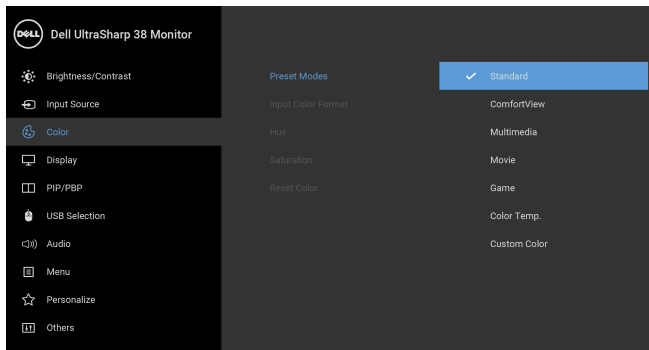 DELL Dell UltraSharp 38 Monitor
Brightness/Contrast
Input Source
Color
Display
PIP/PBP
USB Selection
Audio
Menu
Personalize
Others
Preset Modes
Input Color Format
Hue
Saturation
Reset Color
Standard
ComfortView
Multimedia
Movie
Game
Color Temp.
Custom Color